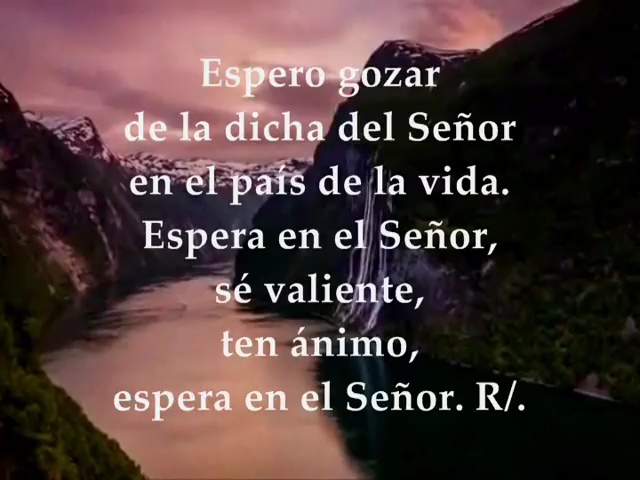 Espero gozar
de la dicha del Señor
en el país de la vida.
Espera en el Señor,
sé valiente,
ten ánimo,
espera en el Señor. R/.